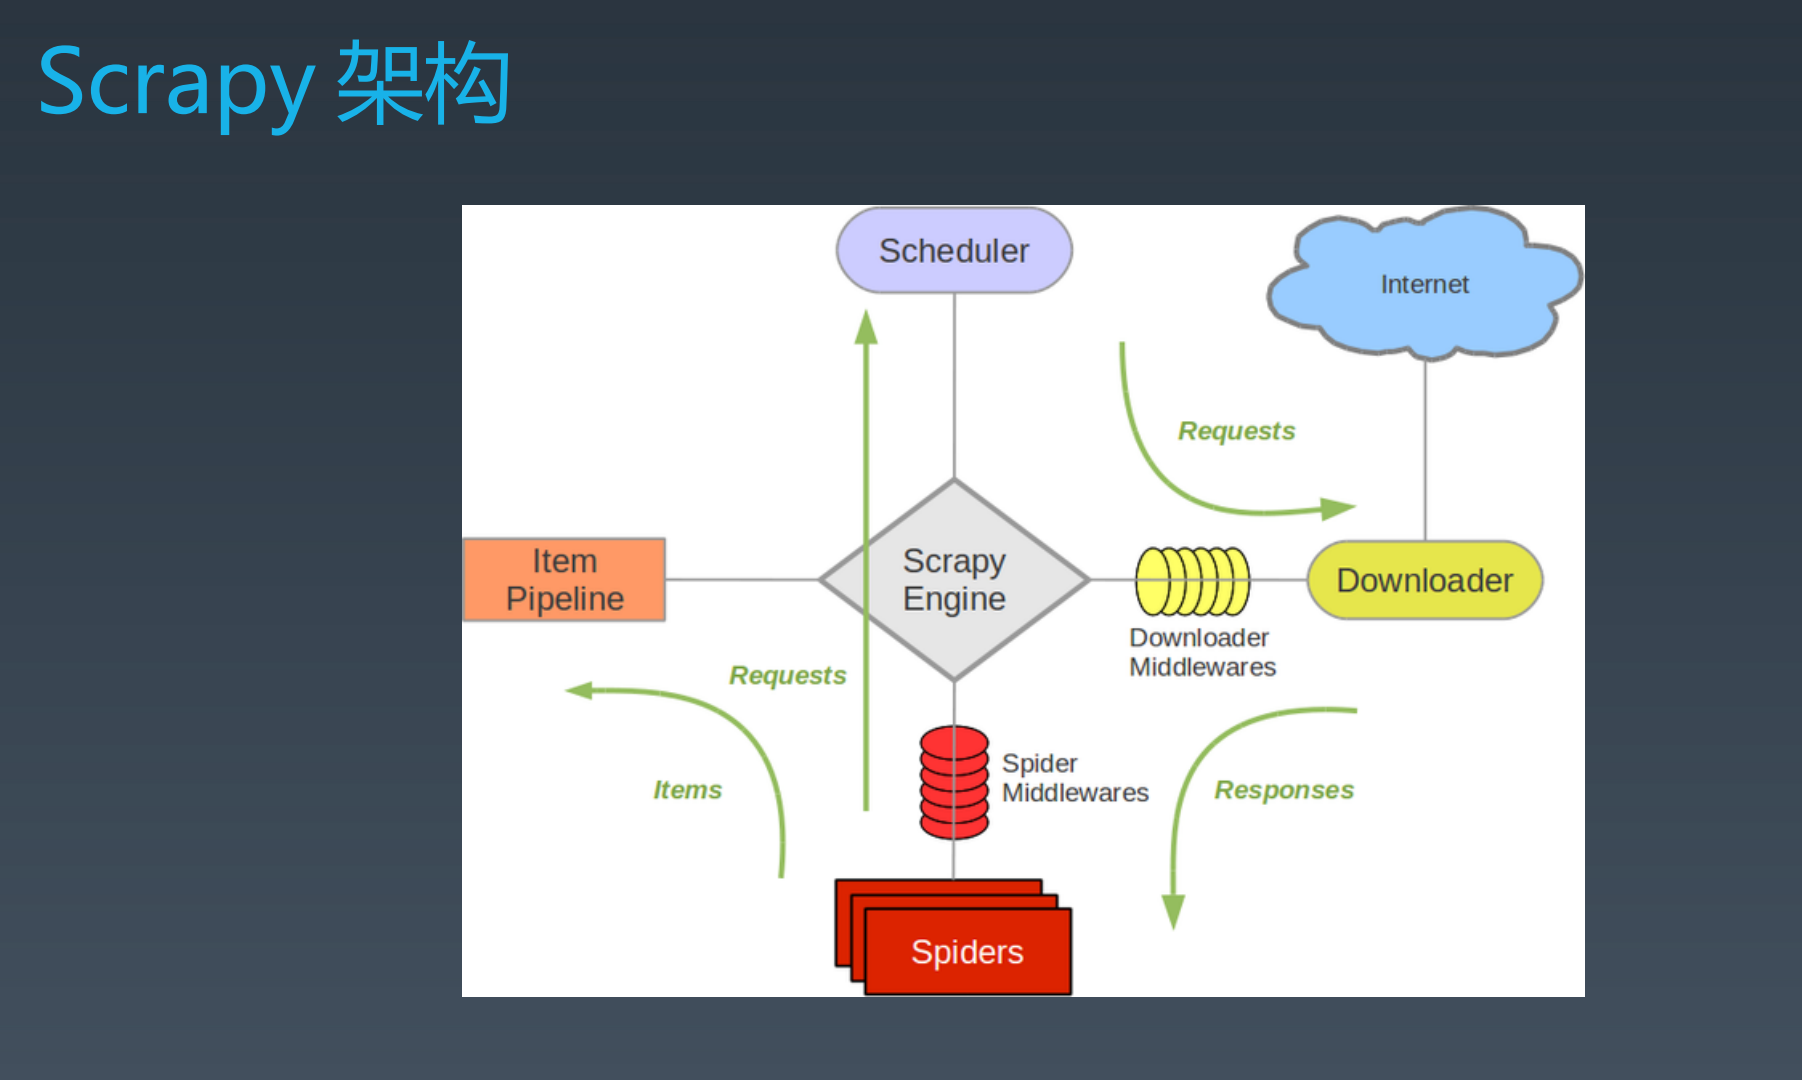 Scrapy 架构
Scheduler
Internet
Requests
Item
Pipeline
Scrapy
Engine
Downloader
Downloader
Middlewares
Requests
Items
Spider
Middlewares
Responses
Spiders